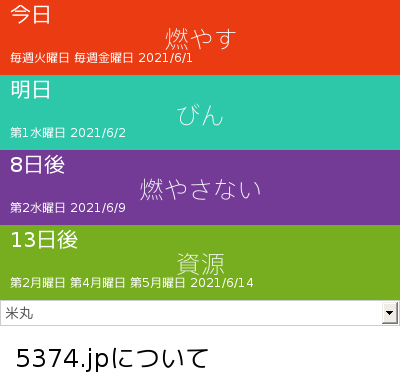 今日
燃やす
毎週火曜日 毎週金曜日 2021/6/1
明日
びん
第1水曜日 2021/6/2
8日後
燃やさない
第2水曜日 2021/6/9
13日後
資源
第2月曜日 第4月曜日 第5月曜日 2021/6/14
米丸
5374.jpについて